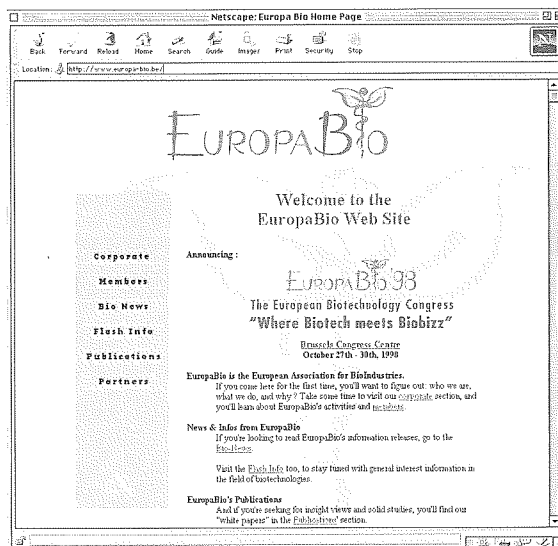 Netscape: Europa Bio Home Page
Back Forward Reload Home Search Guide Images Print Security Stop
Location: http://www.europa-bio.be/
EUROPABIO
Welcome to the
EuropaBio Web Site
Corporate
Members
Bio News
Flash Info
Publications
Partners
Announcing :
EUROPABIO'98
The European Biotechnology Congress
"Where Biotech meets Biobizz"
Brussels Congress Centre
October 27th - 30th, 1998
EuropaBio is the European Association for BioIndustries.
If you come here for the first time, you'll want to figure out: who we are,
what we do, and why ? Take some time to visit our corporate section, and
you'll learn about EuropaBio's activities and members.
News & Infos from EuropaBio
If you're looking to read EuropaBio's information releases, go to the
Bio-News.
Visit the Flash Info too, to stay tuned with general interest information in
the field of biotechnologies.
EuropaBio's Publications
And if you're seeking for insight views and solid studies, you'll find our
"white papers" in the Publications' section.